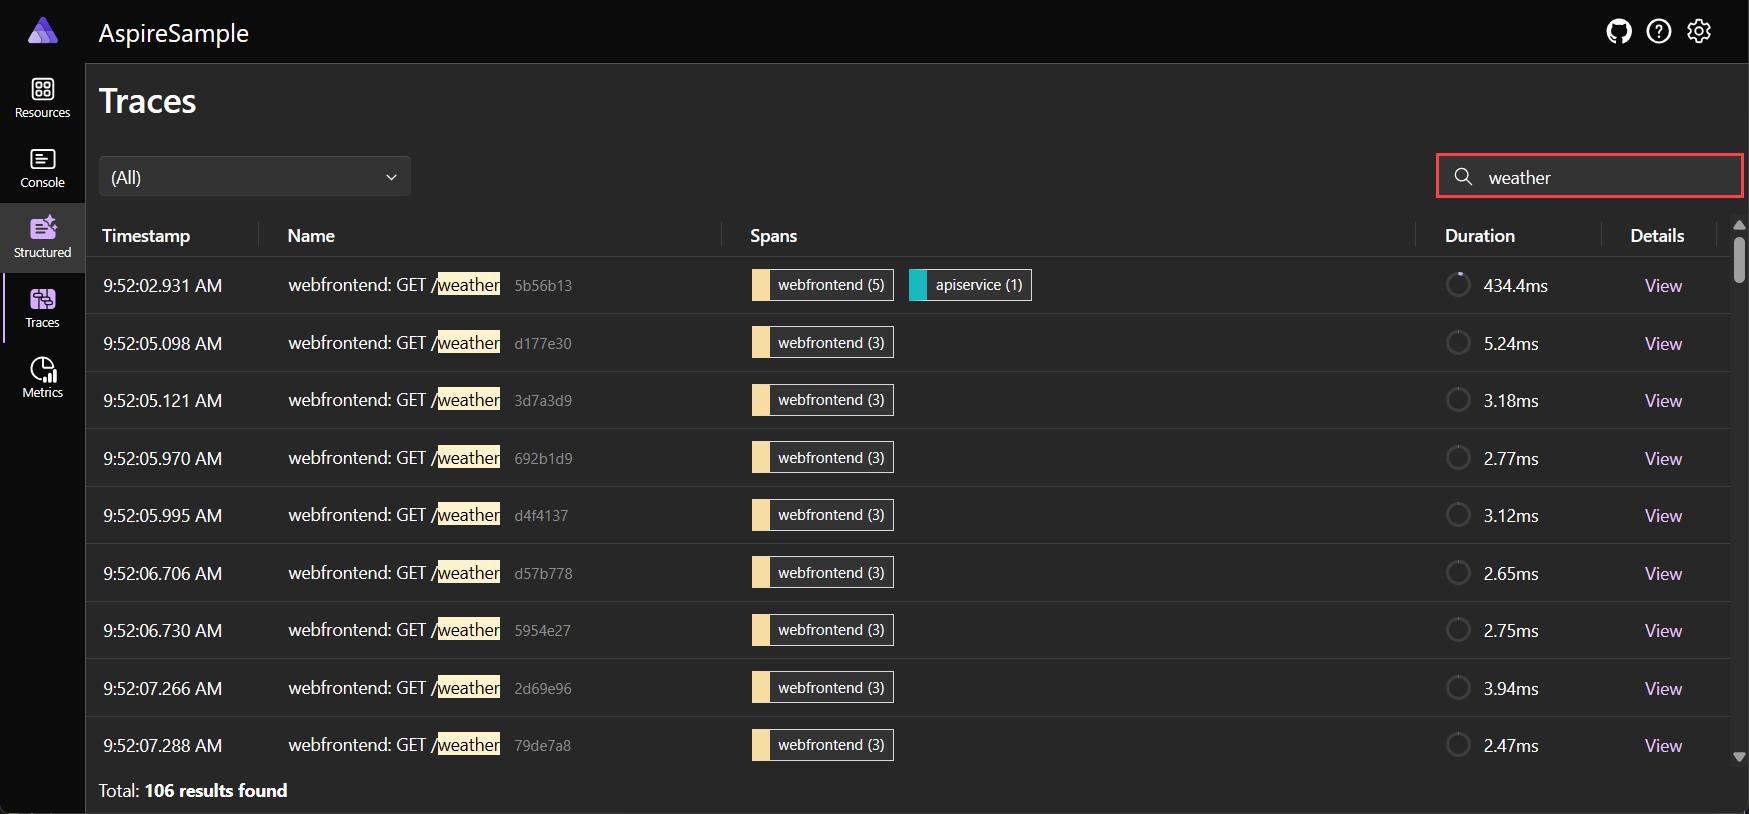 AspireSample
Resources
Console
Structured
Traces
Metrics
Traces
(All)
weather
Timestamp Name Spans Duration Details
9:52:02.931 AM webfrontend: GET /weather 5b56b13 webfrontend (5) apiservice (1) 434.4ms View
9:52:05.098 AM webfrontend: GET /weather d177e30 webfrontend (3) 5.24ms View
9:52:05.121 AM webfrontend: GET /weather 3d7a3d9 webfrontend (3) 3.18ms View
9:52:05.970 AM webfrontend: GET /weather 692b1d9 webfrontend (3) 2.77ms View
9:52:05.995 AM webfrontend: GET /weather d4f4137 webfrontend (3) 3.12ms View
9:52:06.706 AM webfrontend: GET /weather d57b778 webfrontend (3) 2.65ms View
9:52:06.730 AM webfrontend: GET /weather 5954e27 webfrontend (3) 2.75ms View
9:52:07.266 AM webfrontend: GET /weather 2d69e96 webfrontend (3) 3.94ms View
9:52:07.288 AM webfrontend: GET /weather 79de7a8 webfrontend (3) 2.47ms View
Total: 106 results found